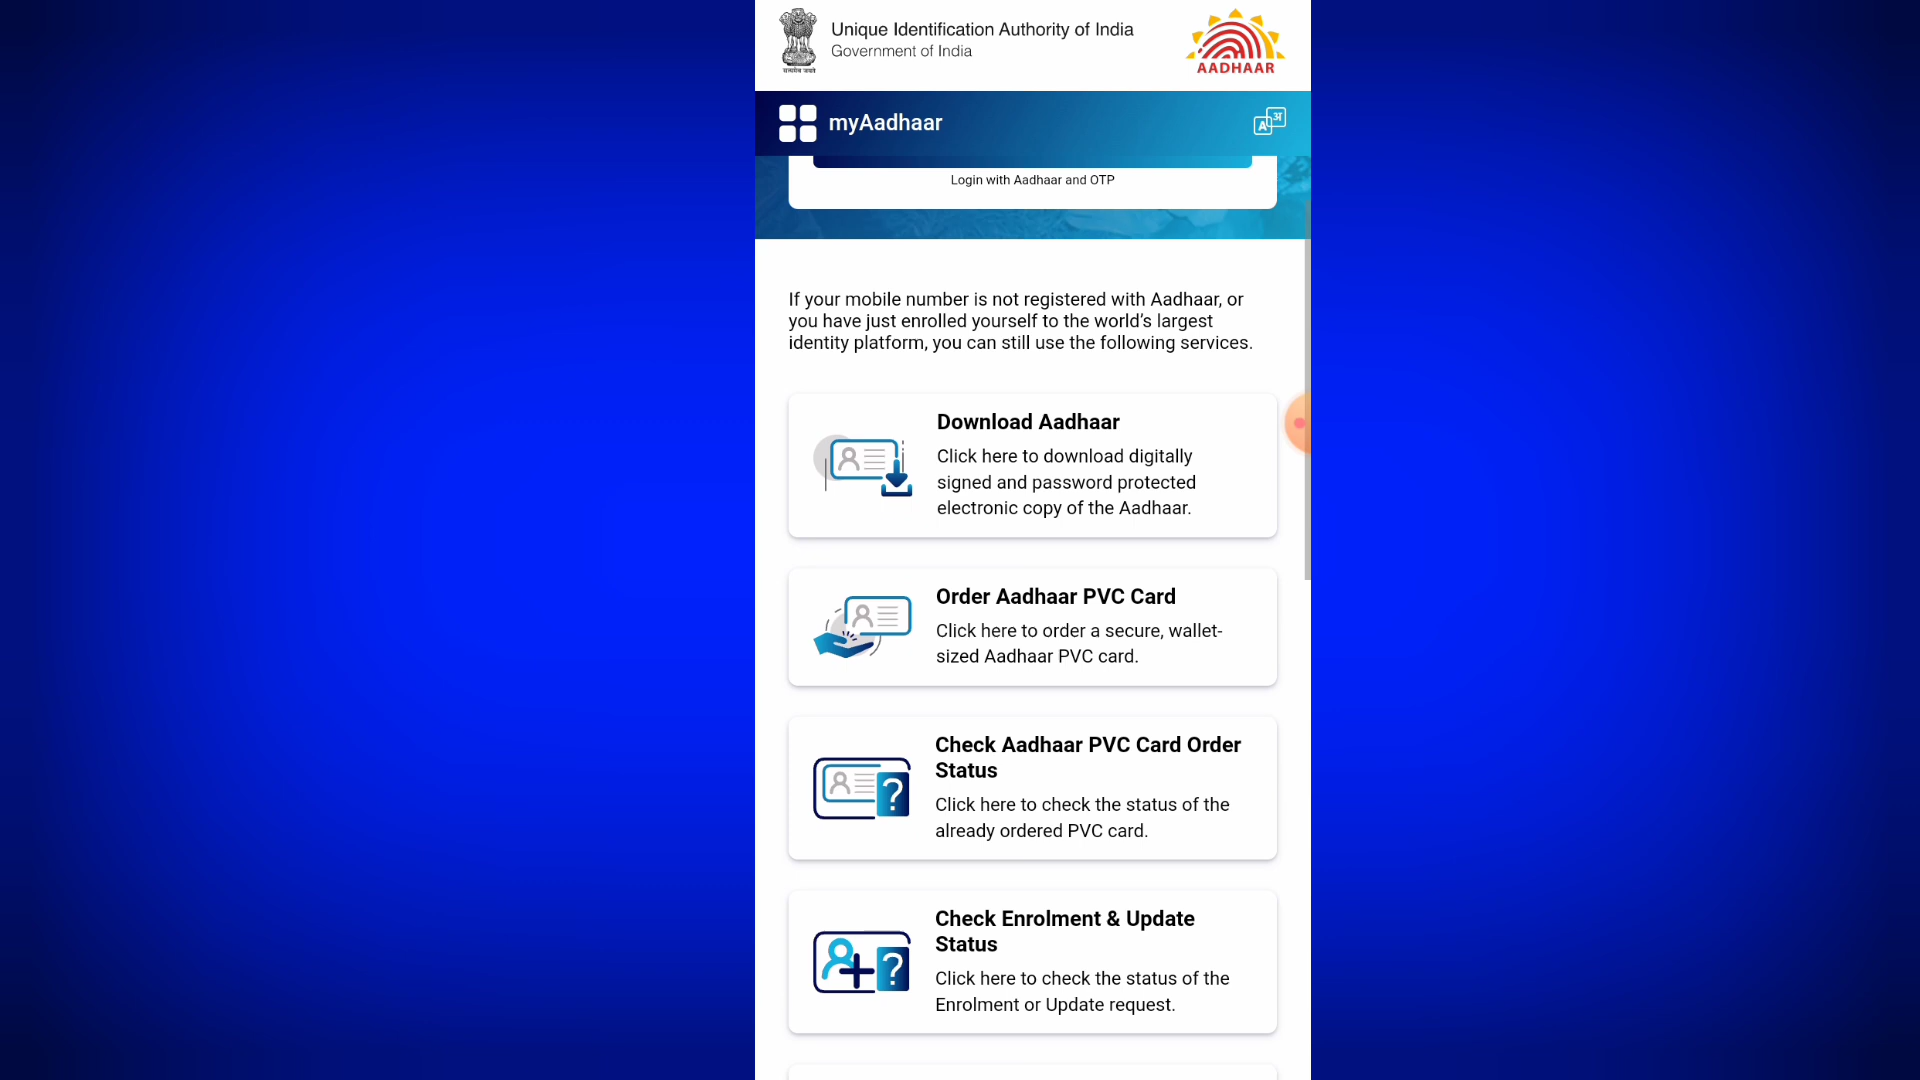 Unique Identification Authority of India
Government of India
सत्यमेव जयते
AADHAAR
myAadhaar
A अ
Login with Aadhaar and OTP
If your mobile number is not registered with Aadhaar, or
you have just enrolled yourself to the world's largest
identity platform, you can still use the following services.
Download Aadhaar
Click here to download digitally
signed and password protected
electronic copy of the Aadhaar.
Order Aadhaar PVC Card
Click here to order a secure, wallet-
sized Aadhaar PVC card.
Check Aadhaar PVC Card Order
Status
?
Click here to check the status of the
already ordered PVC card.
Check Enrolment & Update
Status
?
Click here to check the status of the
Enrolment or Update request.